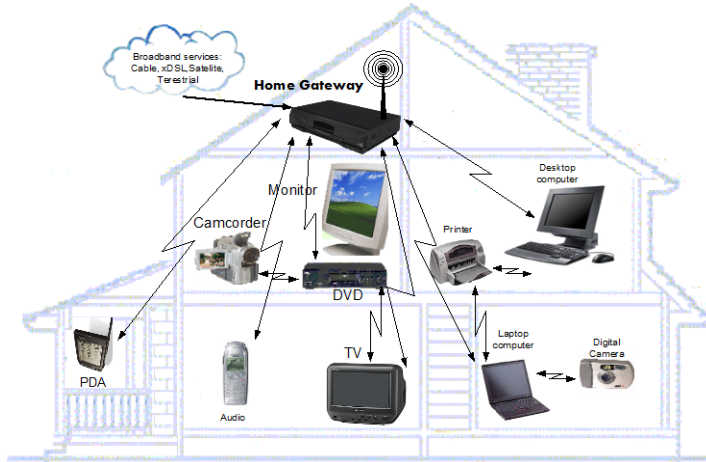 Broadband services:
Cable, xDSL,Satelite,
Terestrial
Home Gateway
Desktop
computer
Monitor
Camcorder
Printer
DVD
Laptop
computer
Digital
Camera
TV
PDA
Audio